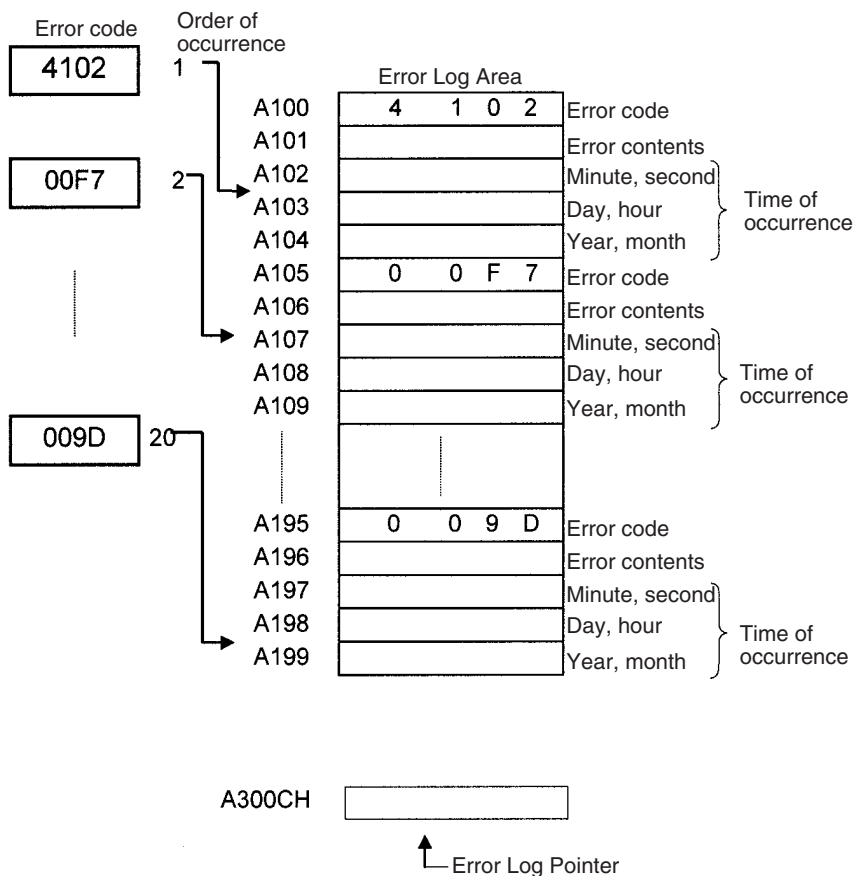 Error code
Order of
occurrence
4102
1
Error Log Area
A100 4 1 0 2 Error code
A101 Error contents
00F7
2
A102 Minute, second
A103 Day, hour
Time of
occurrence
A104 Year, month
A105 0 0 F 7 Error code
A106 Error contents
A107 Minute, second
A108 Day, hour
Time of
occurrence
A109 Year, month
009D
20
A195 0 0 9 D Error code
A196 Error contents
A197 Minute, second
A198 Day, hour
Time of
occurrence
A199 Year, month
A300CH
Error Log Pointer